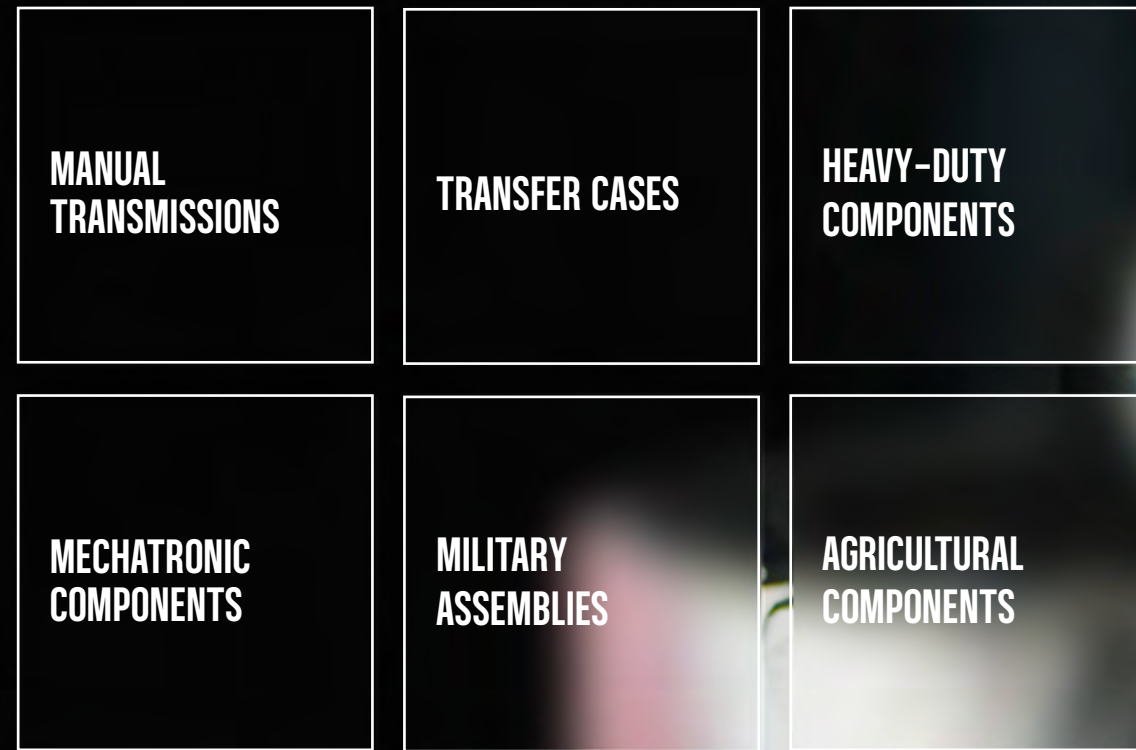 MANUAL
TRANSMISSIONS
TRANSFER CASES
HEAVY-DUTY
COMPONENTS
MECHATRONIC
COMPONENTS
MILITARY
ASSEMBLIES
AGRICULTURAL
COMPONENTS